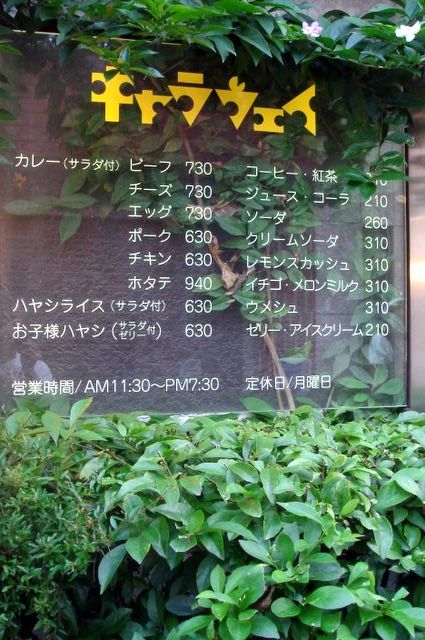 キャラウェイ
カレー(サラダ付) ビーフ 730
チーズ 730
エッグ 730
ポーク 630
チキン 630
ホタテ 940
ハヤシライス(サラダ付) 630
お子様ハヤシ(サラダゼリー付) 630
営業時間/AM11:30〜PM7:30
コーヒー・紅茶
ジュース・コーラ 210
ソーダ 260
クリームソーダ 310
レモンスカッシュ 310
イチゴ・メロンミルク 310
ウメシュ 310
ゼリー・アイスクリーム 210
定休日/月曜日